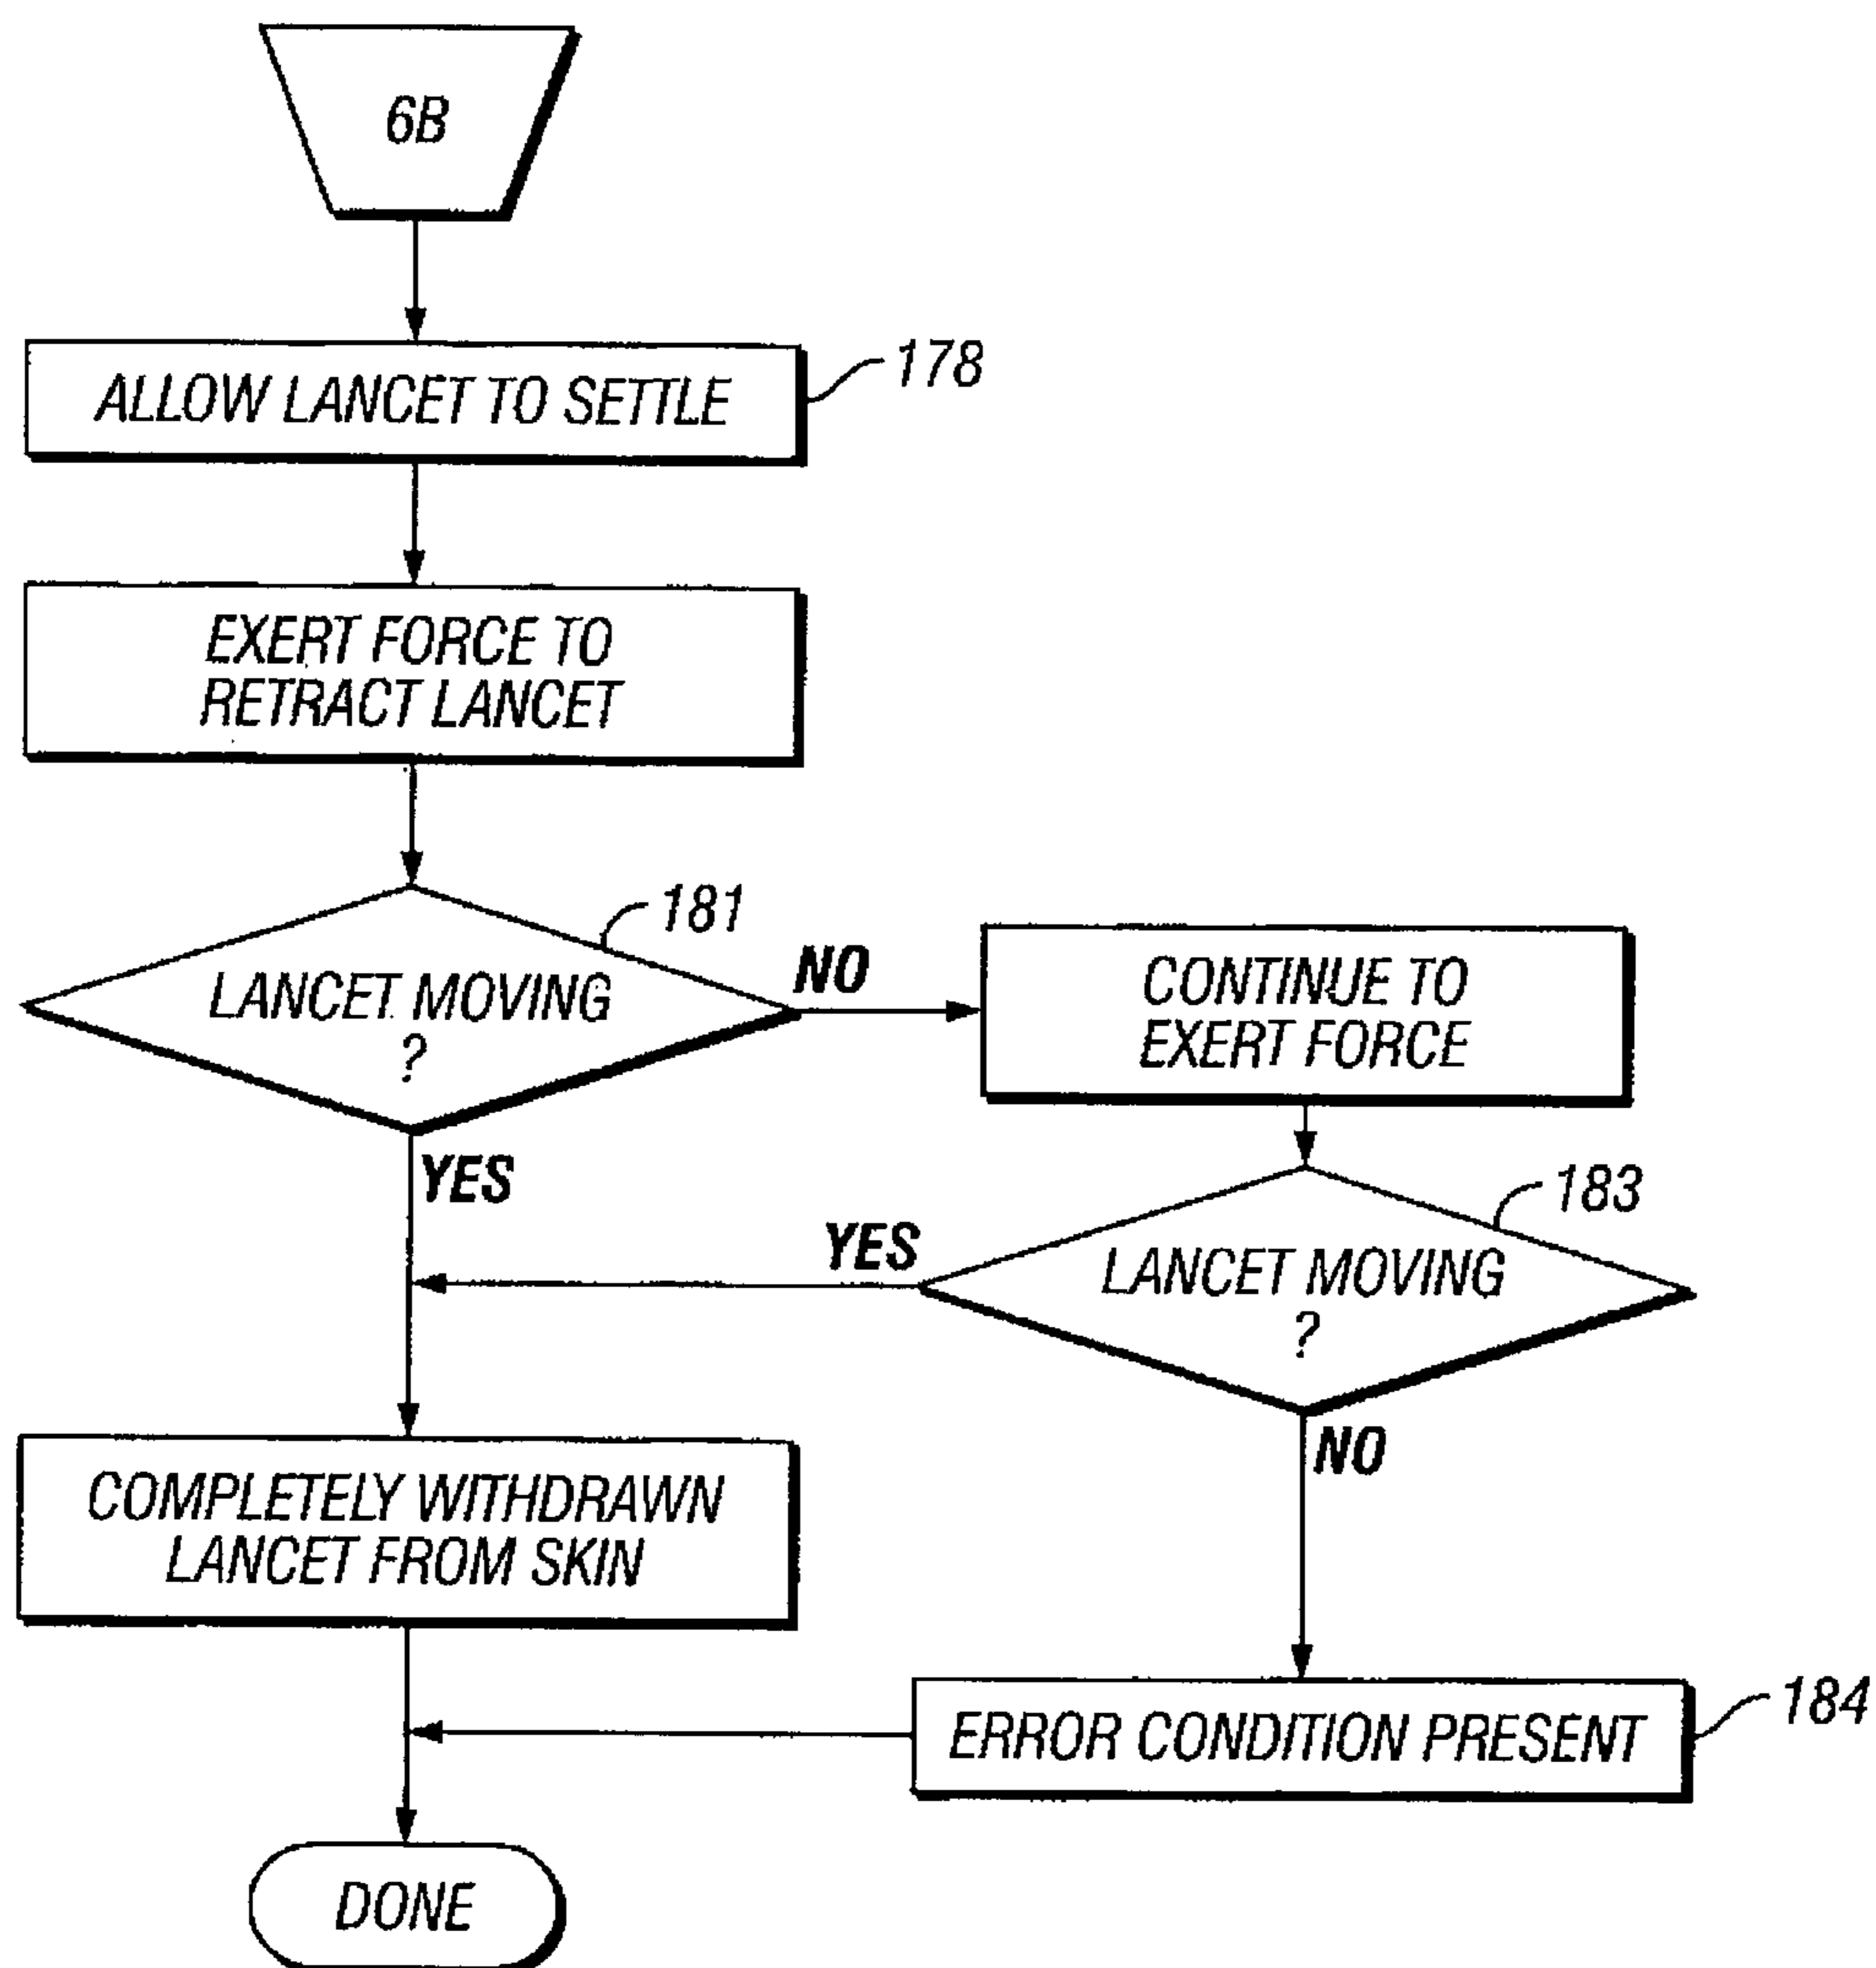 6B
ALLOW LANCET TO SETTLE
178
EXERT FORCE TO
RETRACT LANCET
181
LANCET MOVING
?
NO
CONTINUE TO
EXERT FORCE
YES
183
LANCET MOVING
?
YES
NO
COMPLETELY WITHDRAWN
LANCET FROM SKIN
ERROR CONDITION PRESENT
184
DONE